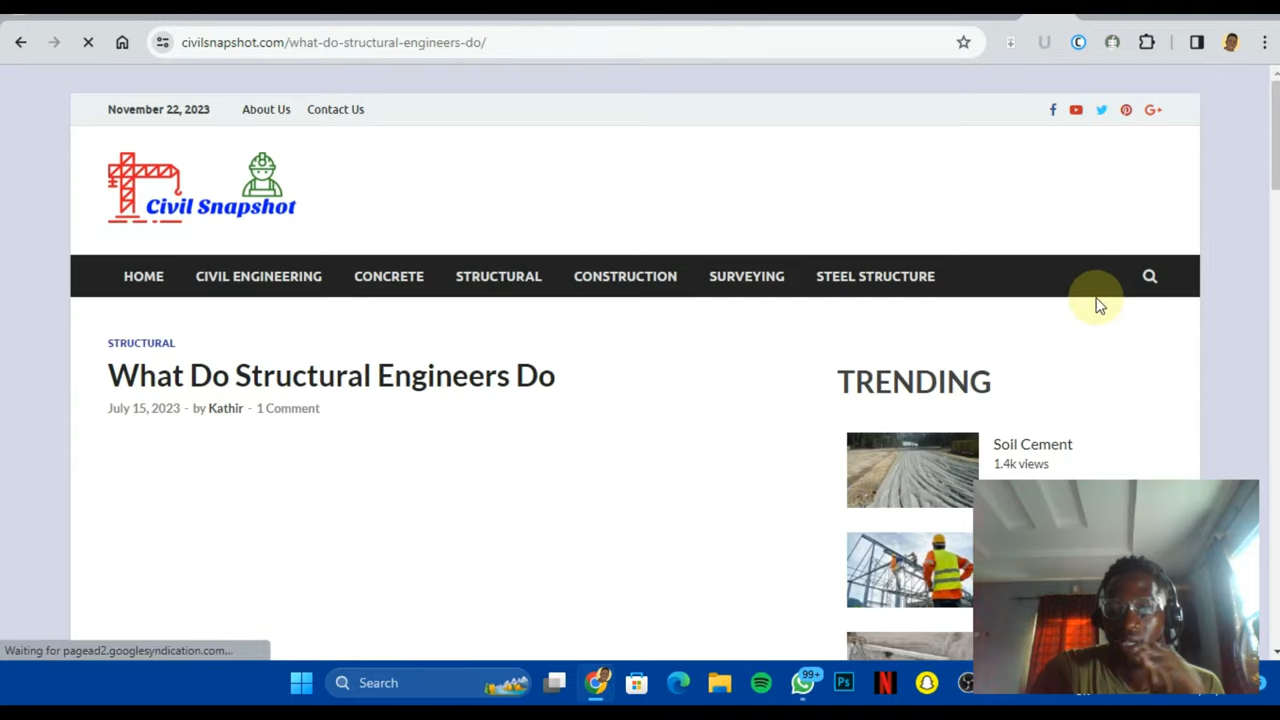 civilsnapshot.com/what-do-structural-engineers-do/
November 22, 2023 About Us Contact Us
Civil Snapshot
HOME CIVIL ENGINEERING CONCRETE STRUCTURAL CONSTRUCTION SURVEYING STEEL STRUCTURE
STRUCTURAL
What Do Structural Engineers Do
July 15, 2023 - by Kathir - 1 Comment
TRENDING
Soil Cement
1.4k views
Waiting for pagead2.googlesyndication.com...
Search
99+
Ps